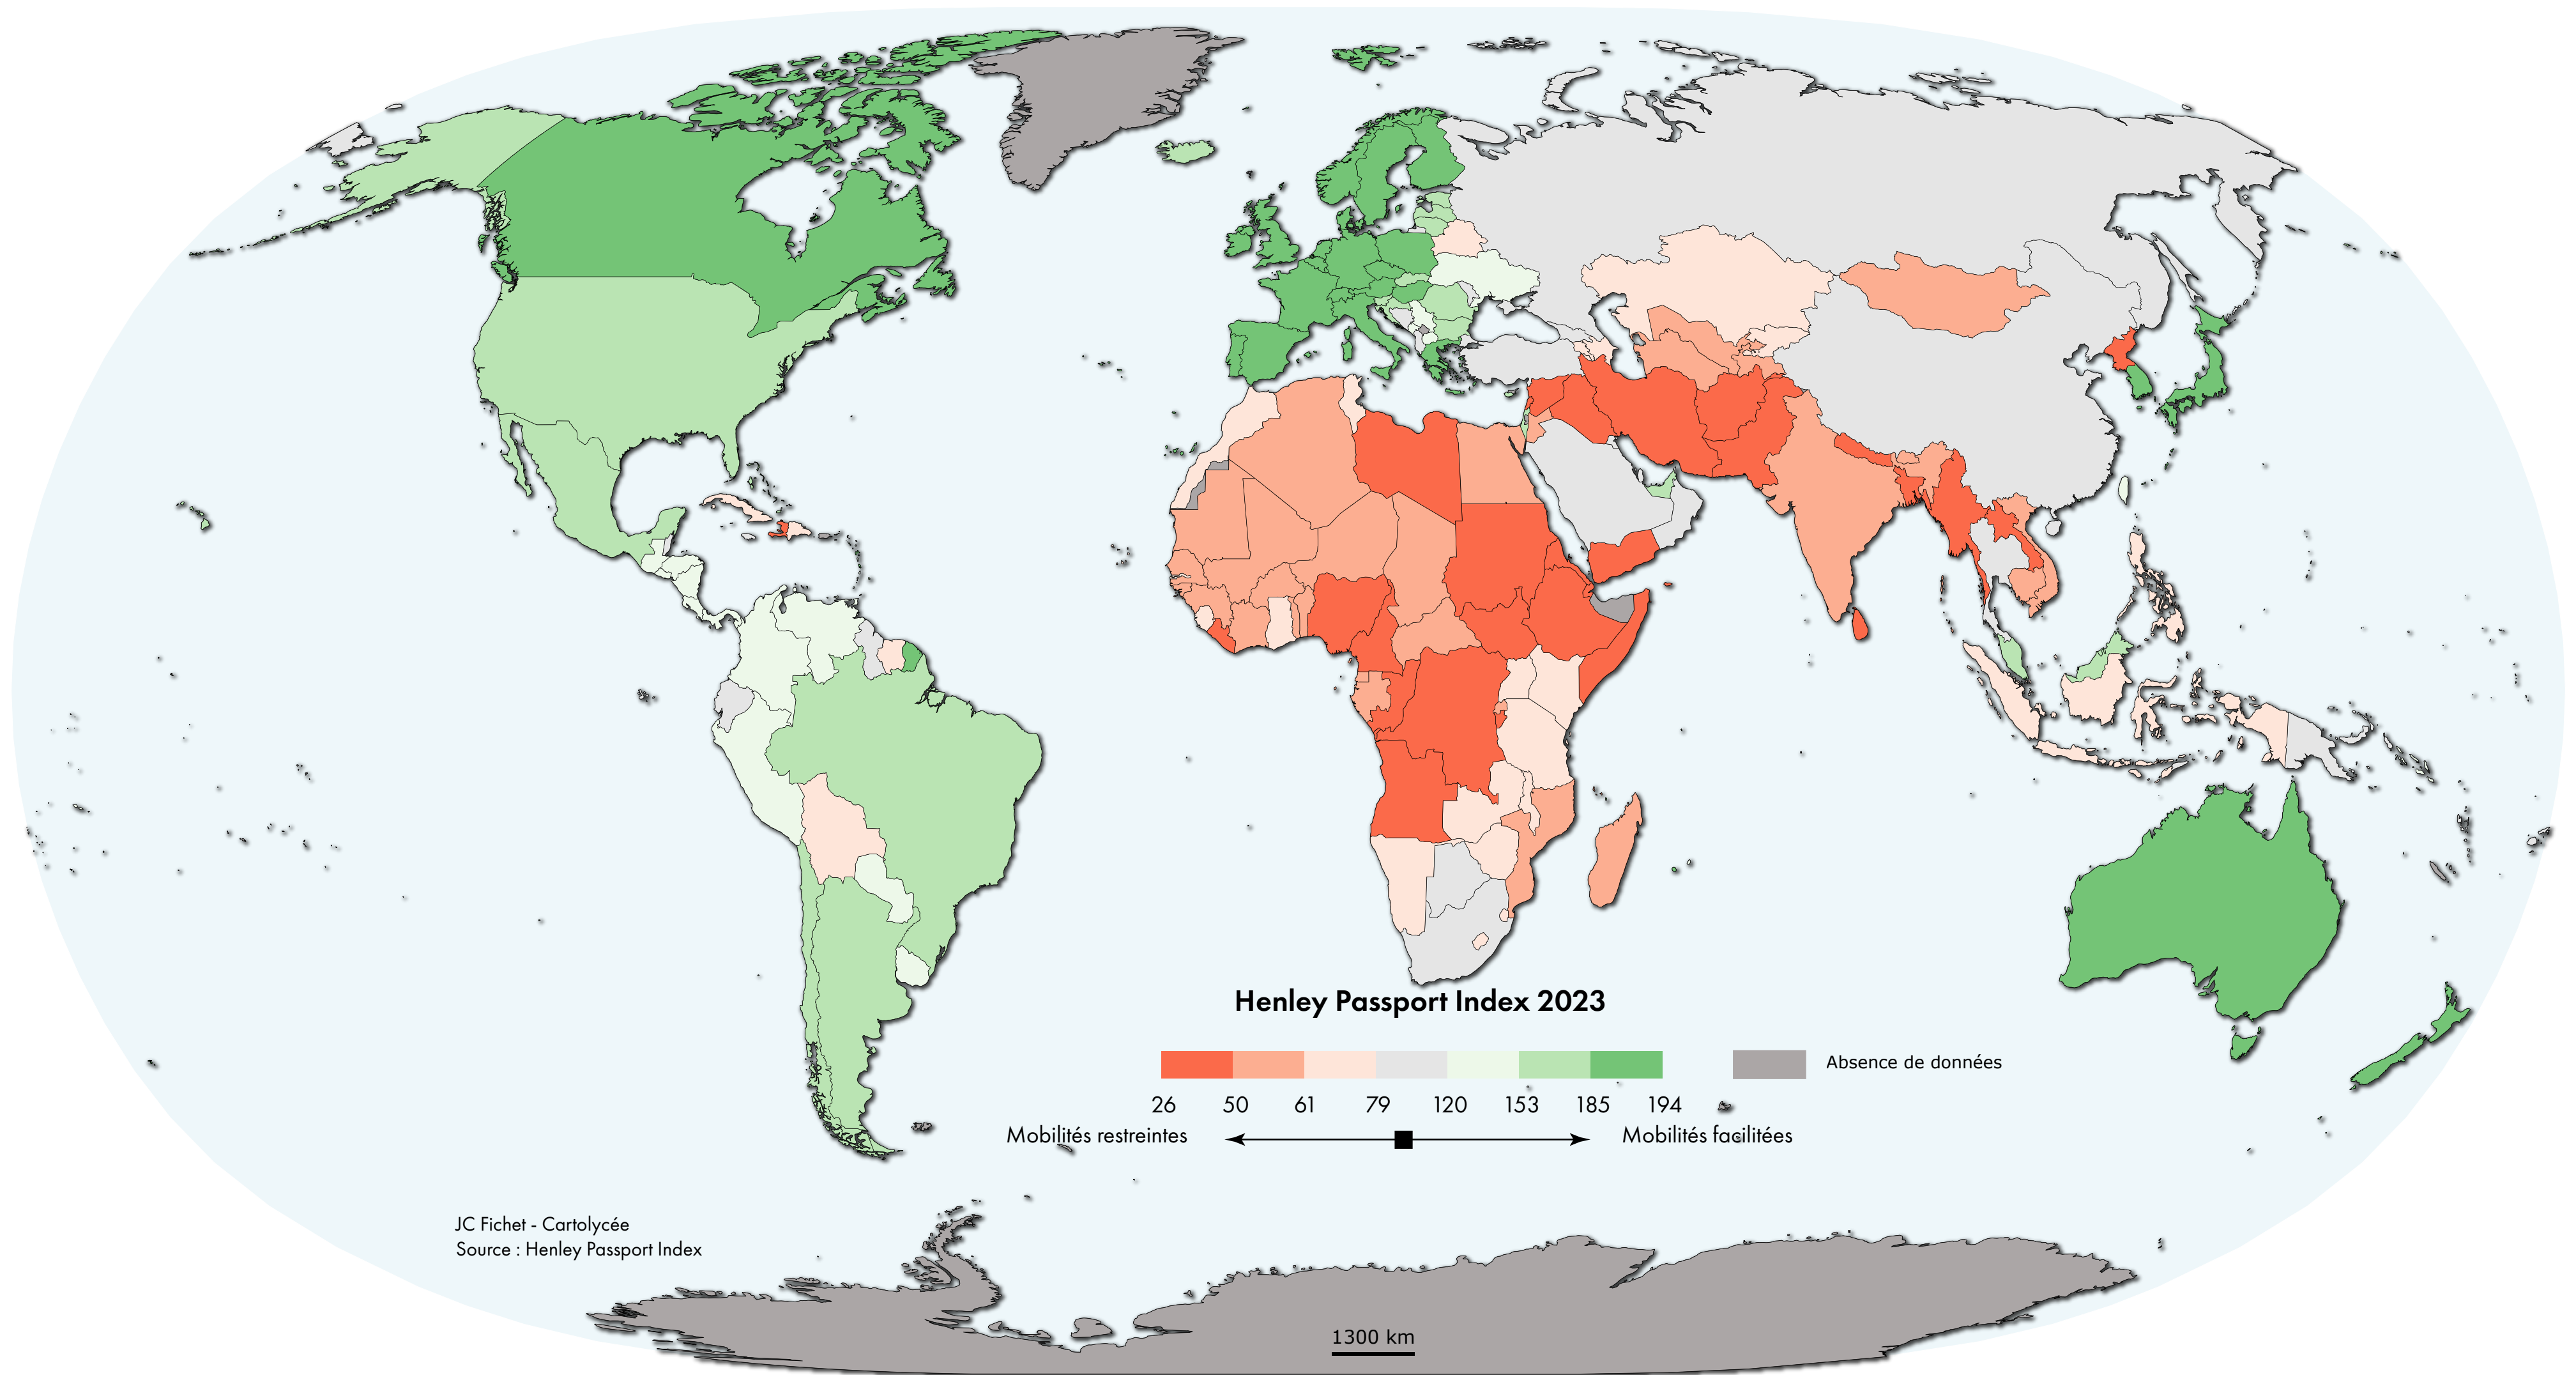 Henley Passport Index 2023
Absence de données
26 50 61 79 120 153 185 194
Mobilités restreintes Mobilités facilitées
JC Fichet - Cartolycée
Source : Henley Passport Index
1300 km